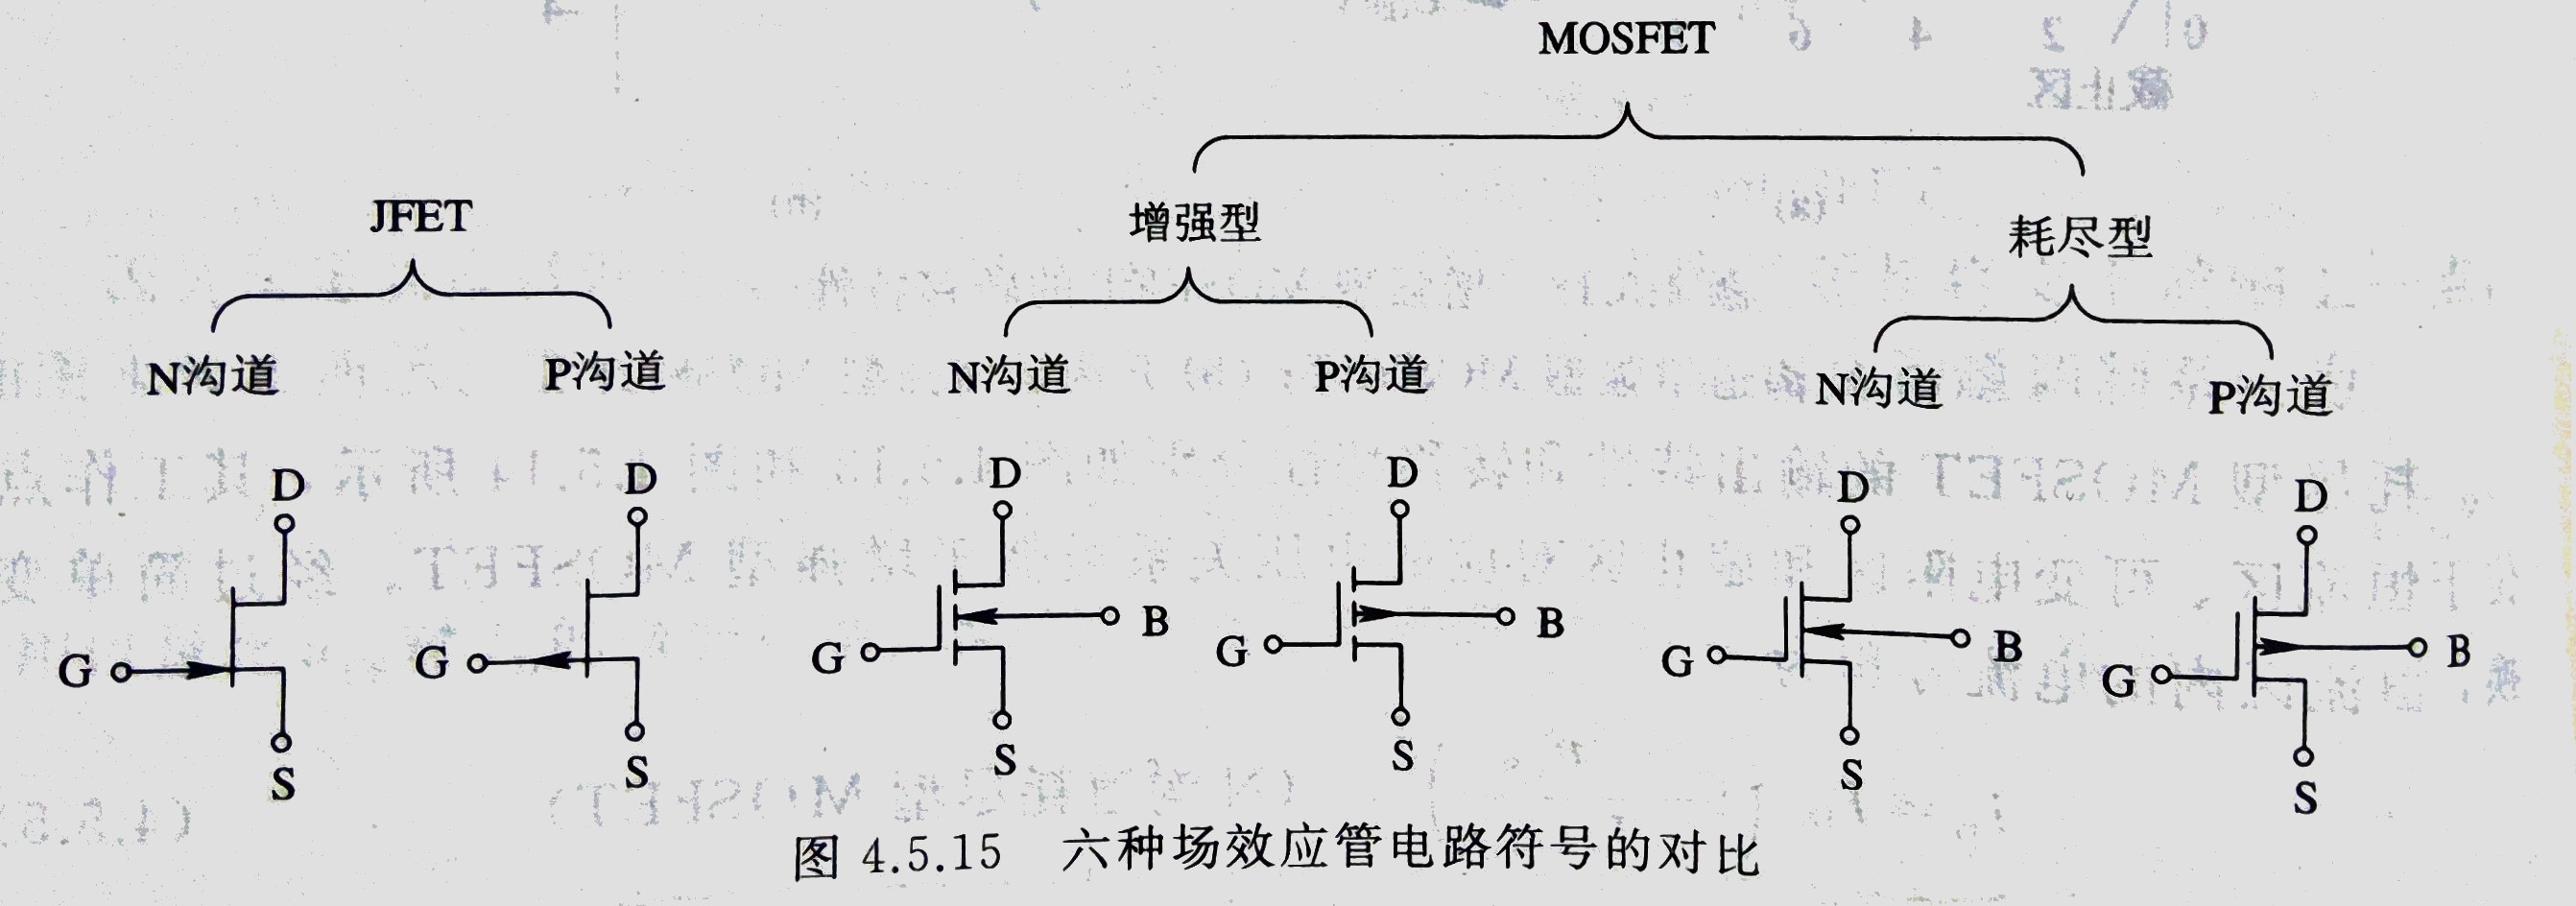 MOSFET
JFET
增强型
耗尽型
N沟道 P沟道 N沟道 P沟道 N沟道 P沟道
D D D D D D
G G G B G B G B G B
S S S S S S
图 4.5.15 六种场效应管电路符号的对比